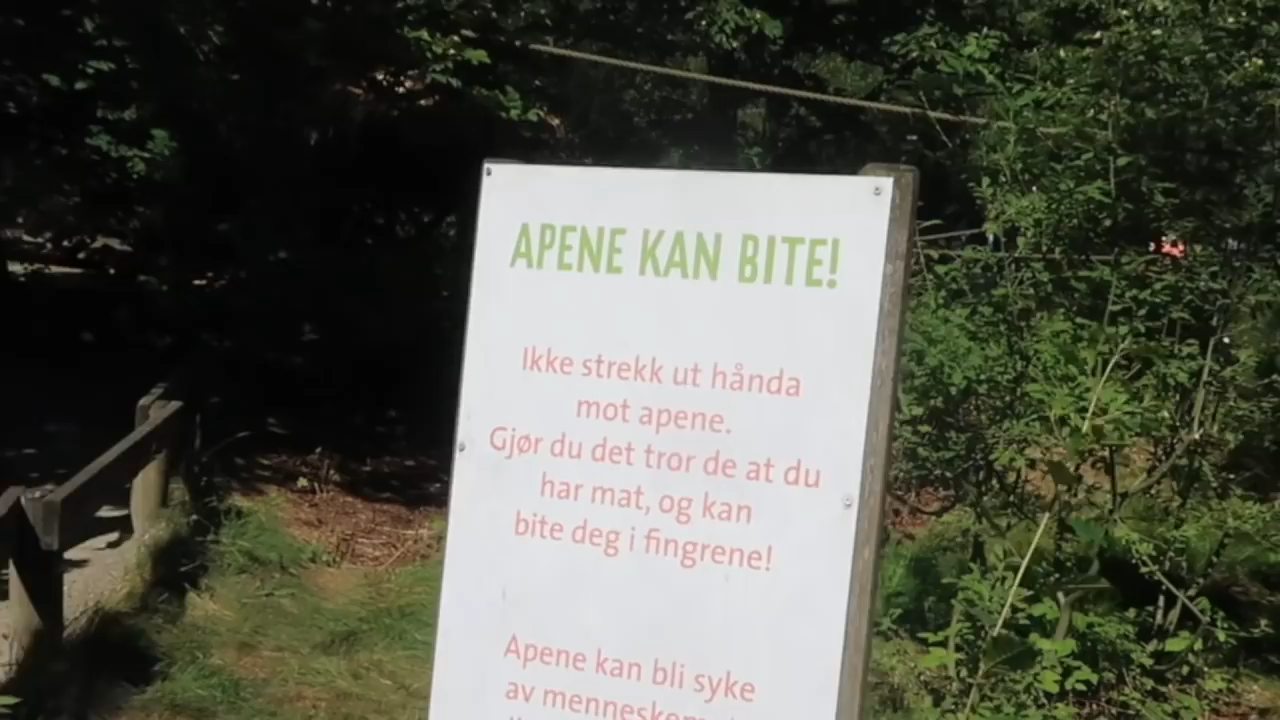 APENE KAN BITE!
Ikke strekk ut hånda
mot apene.
Gjør du det tror de at du
har mat, og kan
bite deg i fingrene!
Apene kan bli syke
av